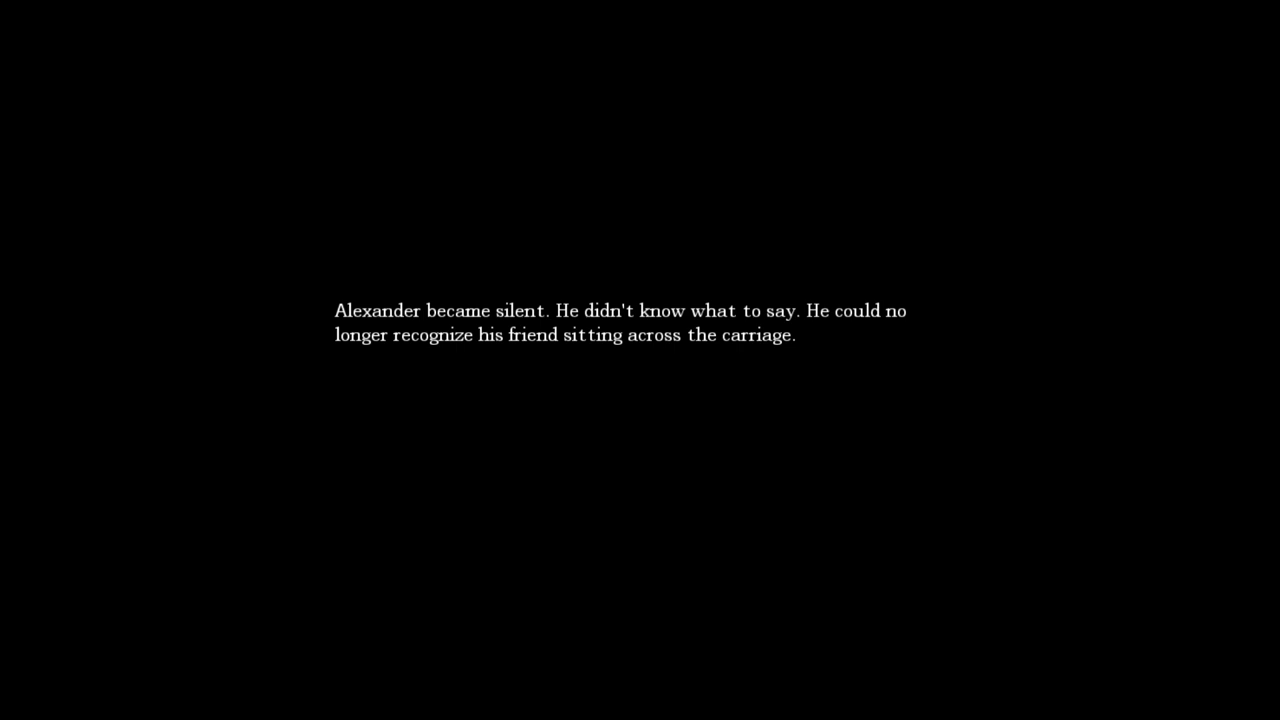 Alexander became silent. He didn't know what to say. He could no
longer recognize his friend sitting across the carriage.